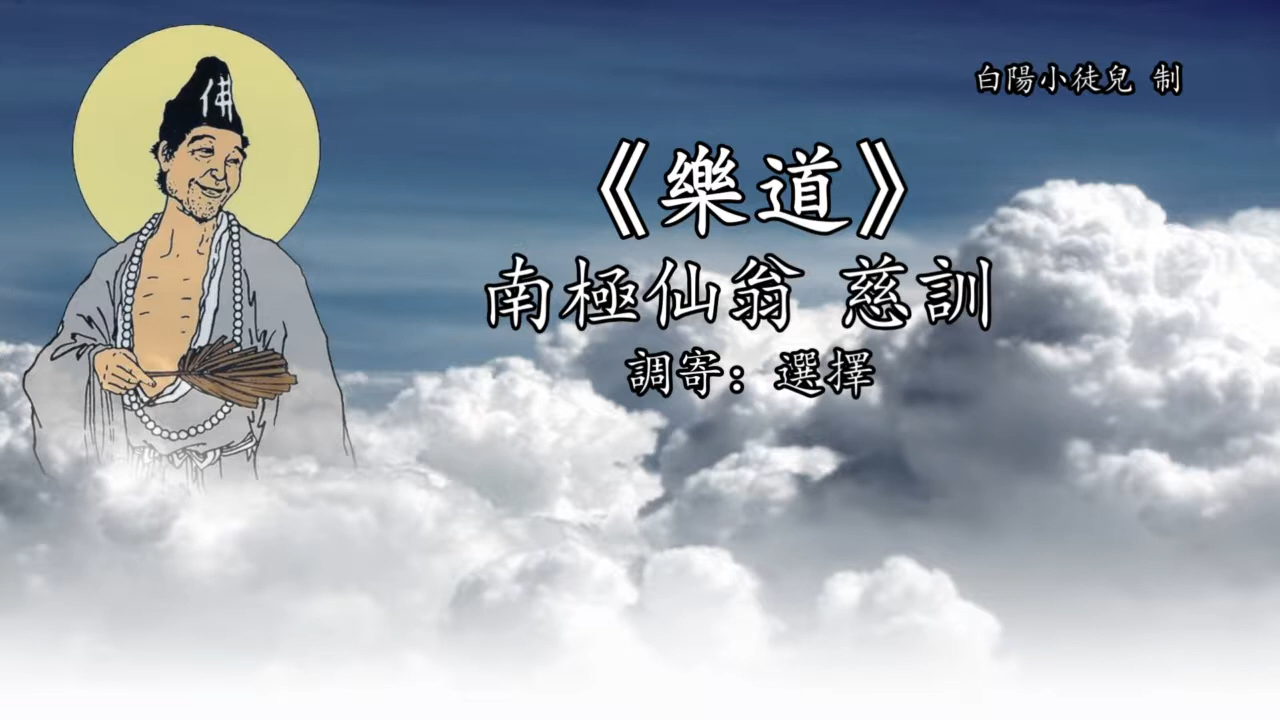 白陽小徒兒 制
佛
《樂道》
南極仙翁 慈訓
調寄：選擇